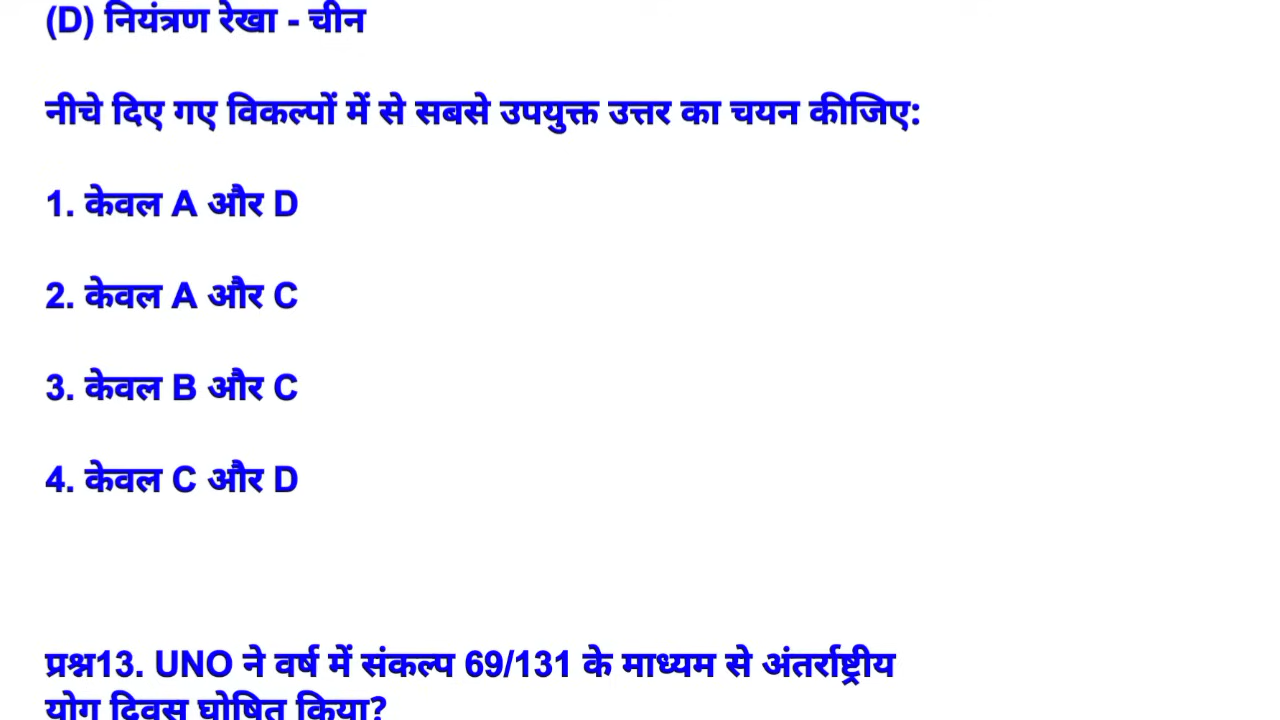 (D) नियंत्रण रेखा - चीन
नीचे दिए गए विकल्पों में से सबसे उपयुक्त उत्तर का चयन कीजिए:
1. केवल A और D
2. केवल A और C
3. केवल B और C
4. केवल C और D
प्रश्न13. UNO ने वर्ष में संकल्प 69/131 के माध्यम से अंतर्राष्ट्रीय
योग दिवस घोषित किया?